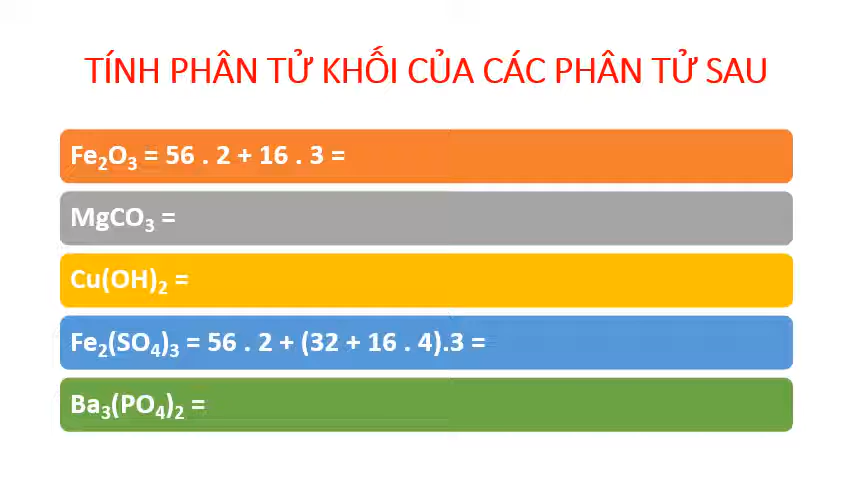 TÍNH PHÂN TỬ KHỐI CỦA CÁC PHÂN TỬ SAU
Fe₂O₃ = 56 . 2 + 16 . 3 =
MgCO₃ =
Cu(OH)₂ =
Fe₂(SO₄)₃ = 56 . 2 + (32 + 16 . 4).3 =
Ba₃(PO₄)₂ =